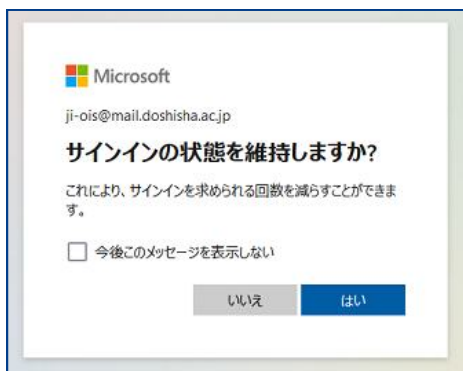 Microsoft
ji-ois@mail.doshisha.ac.jp
サインインの状態を維持しますか?
これにより、サインインを求められる回数を減らすことができま
す。
今後このメッセージを表示しない
いいえ
はい